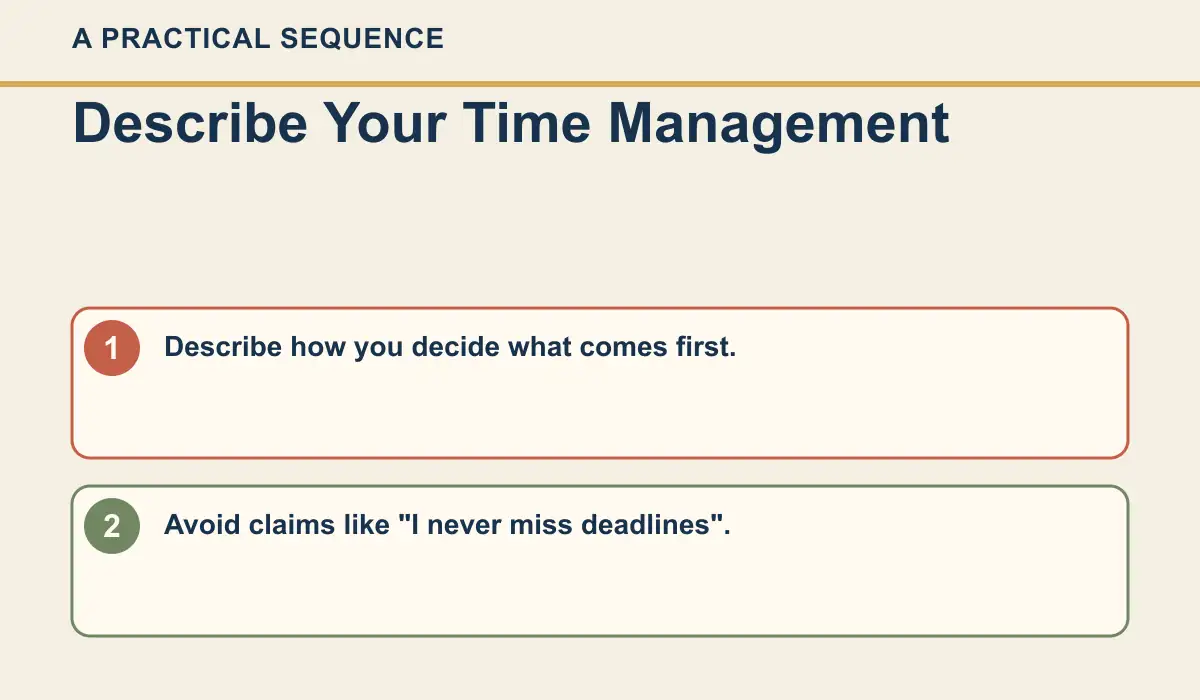 A PRACTICAL SEQUENCE
Describe Your Time Management
1 Describe how you decide what comes first.
2 Avoid claims like "I never miss deadlines".